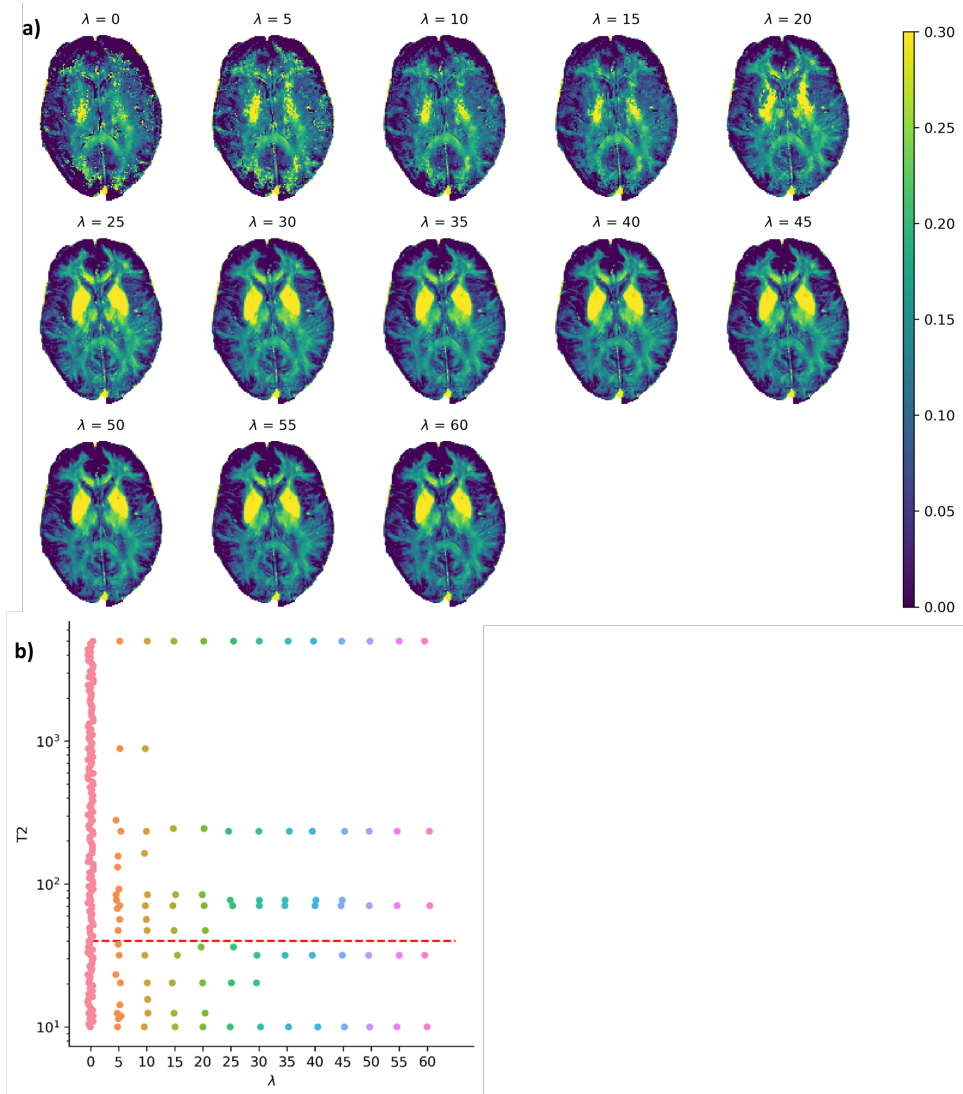 a)
λ = 0
λ = 5
λ = 10
λ = 15
λ = 20
λ = 25
λ = 30
λ = 35
λ = 40
λ = 45
λ = 50
λ = 55
λ = 60
0.30
0.25
0.20
0.15
0.10
0.05
0.00
b)
T2
10³
10²
10¹
0 5 10 15 20 25 30 35 40 45 50 55 60
λ